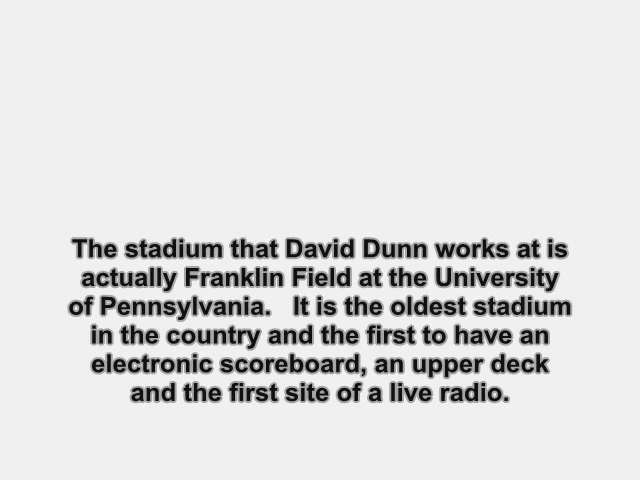 The stadium that David Dunn works at is
actually Franklin Field at the University
of Pennsylvania.   It is the oldest stadium
in the country and the first to have an
electronic scoreboard, an upper deck
and the first site of a live radio.